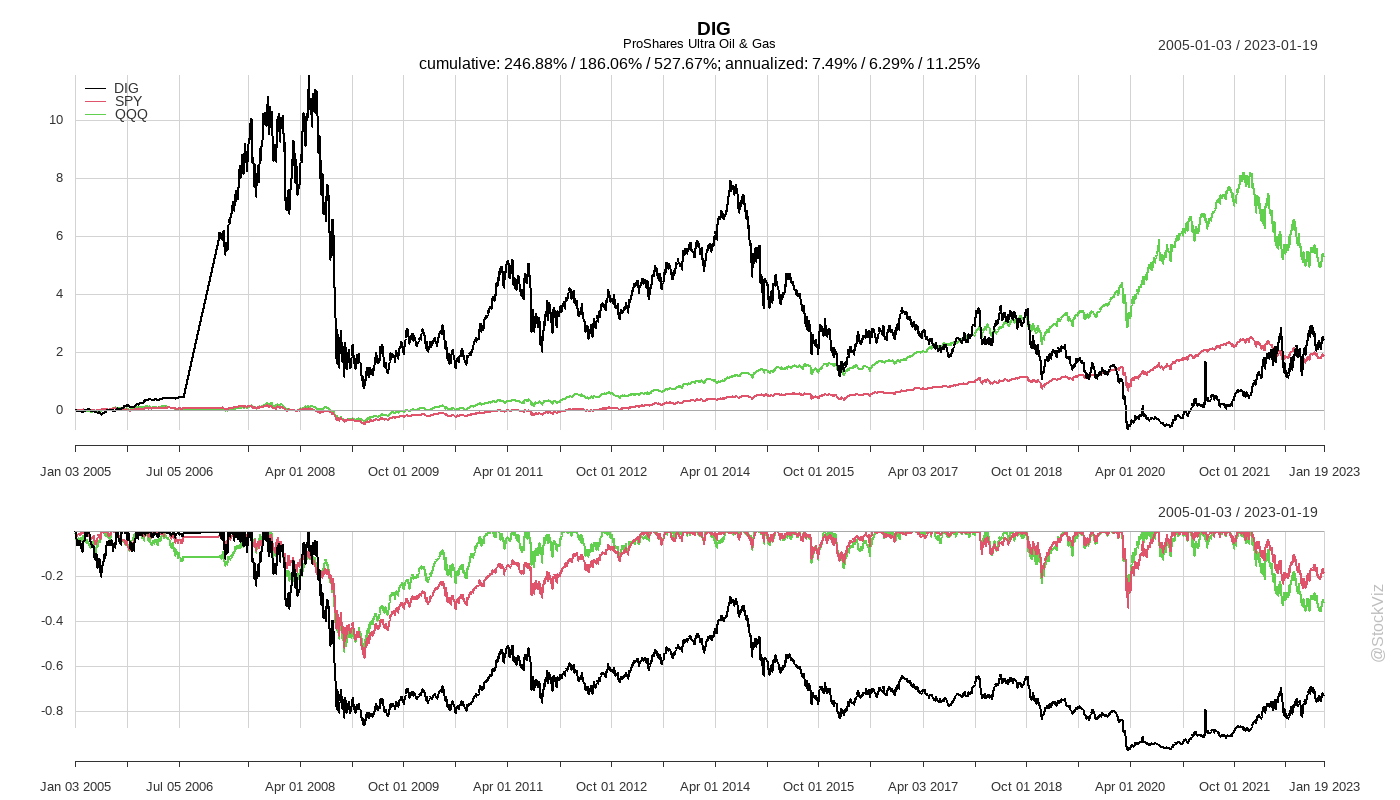 DIG
ProShares Ultra Oil & Gas
2005-01-03 / 2023-01-19
cumulative: 246.88% / 186.06% / 527.67%; annualized: 7.49% / 6.29% / 11.25%
DIG
SPY
QQQ
10
8
6
4
2
0
Jan 03 2005 Jul 05 2006 Apr 01 2008 Oct 01 2009 Apr 01 2011 Oct 01 2012 Apr 01 2014 Oct 01 2015 Apr 03 2017 Oct 01 2018 Apr 01 2020 Oct 01 2021 Jan 19 2023
2005-01-03 / 2023-01-19
-0.2
-0.4
-0.6
-0.8
Jan 03 2005 Jul 05 2006 Apr 01 2008 Oct 01 2009 Apr 01 2011 Oct 01 2012 Apr 01 2014 Oct 01 2015 Apr 03 2017 Oct 01 2018 Apr 01 2020 Oct 01 2021 Jan 19 2023
@StockViz